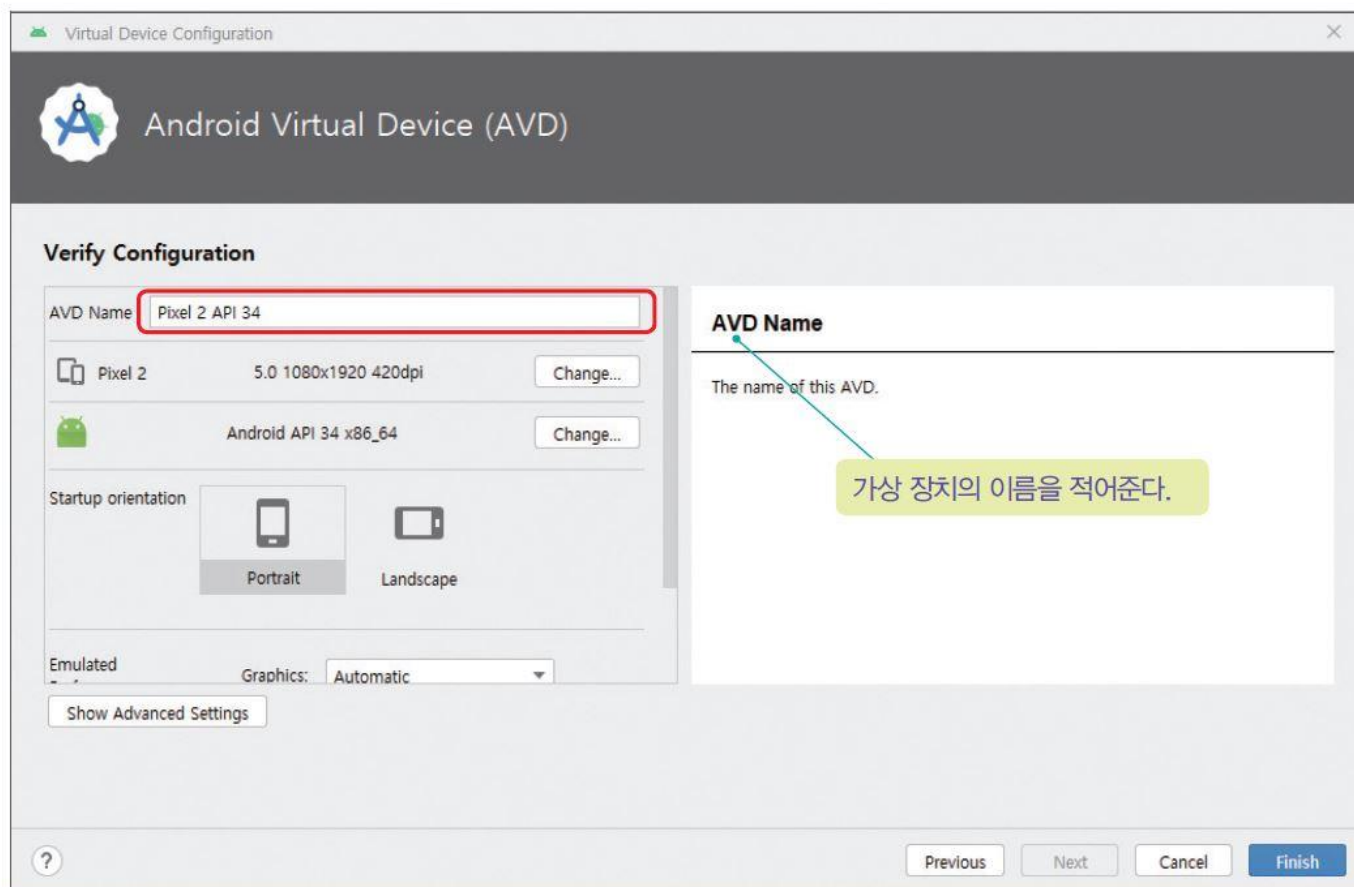 Virtual Device Configuration
Android Virtual Device (AVD)
Verify Configuration
AVD Name Pixel 2 API 34
Pixel 2 5.0 1080x1920 420dpi Change...
Android API 34 x86_64 Change...
Startup orientation
Portrait Landscape
Emulated
Graphics: Automatic
Show Advanced Settings
AVD Name
The name of this AVD.
가상 장치의 이름을 적어준다.
? Previous Next Cancel Finish